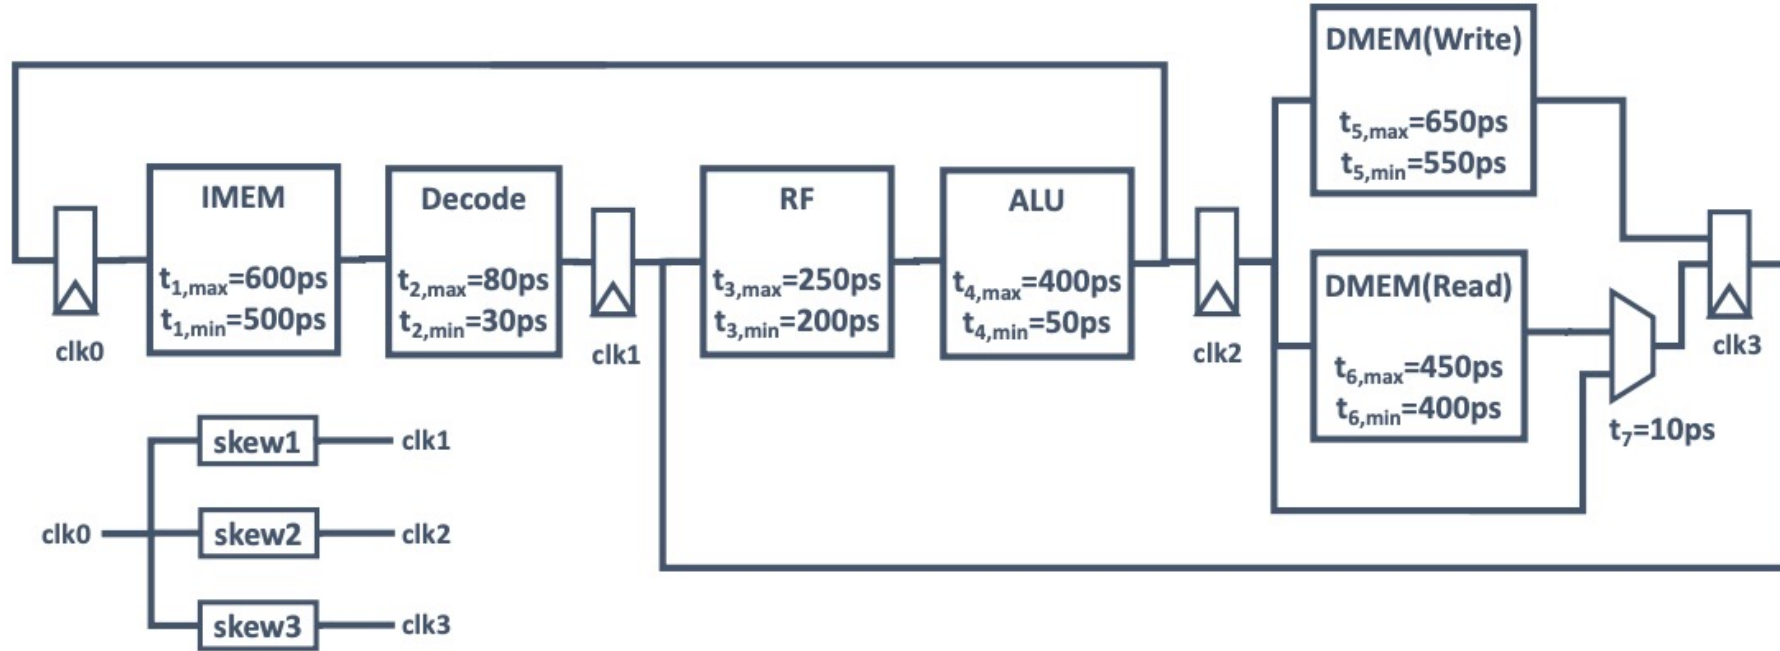 DMEM(Write)
t5,max=650ps
t5,min=550ps
IMEM
t1,max=600ps
t1,min=500ps
Decode
t2,max=80ps
t2,min=30ps
RF
t3,max=250ps
t3,min=200ps
ALU
t4,max=400ps
t4,min=50ps
DMEM(Read)
t6,max=450ps
t6,min=400ps
t7=10ps
clk0
clk1
clk2
clk3
clk0
skew1
clk1
skew2
clk2
skew3
clk3